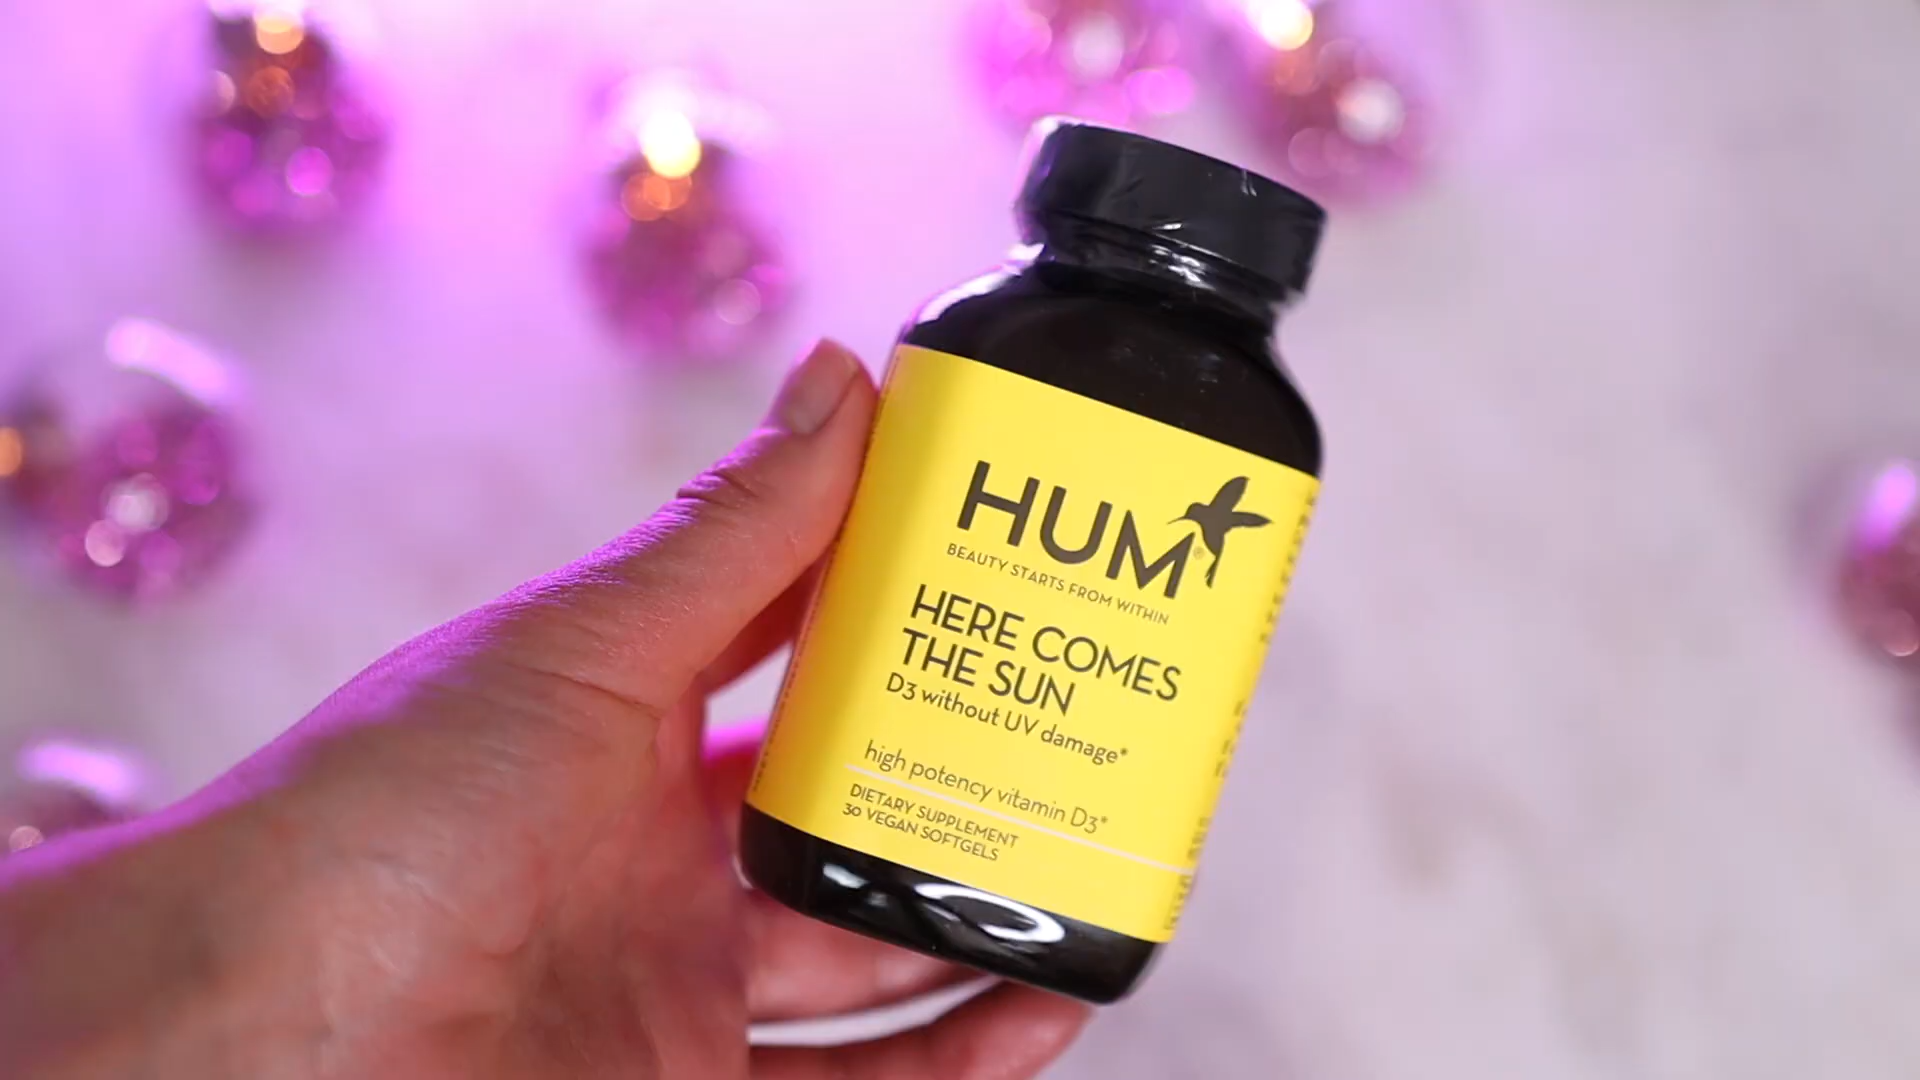 HUM®
BEAUTY STARTS FROM WITHIN
HERE COMES
THE SUN
D3 without UV damage*
high potency vitamin D3*
DIETARY SUPPLEMENT
30 VEGAN SOFTGELS